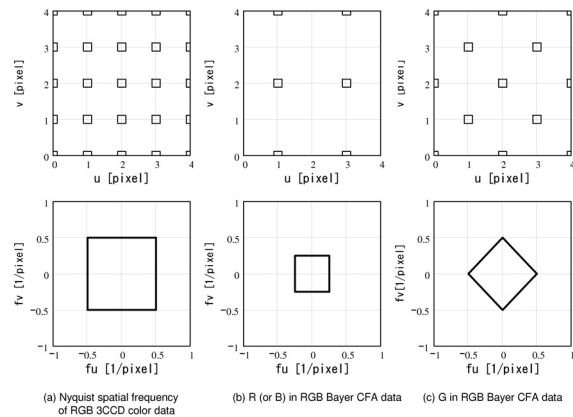 4
3
2
1
0
0 1 2 3 4
v [pixel]
u [pixel]
4
3
2
1
0
0 1 2 3 4
v [pixel]
u [pixel]
4
3
2
1
0
0 1 2 3 4
v [pixel]
u [pixel]
1
0.5
0
−0.5
−1
−1 −0.5 0 0.5 1
fv [1/pixel]
fu [1/pixel]
1
0.5
0
−0.5
−1
−1 −0.5 0 0.5 1
fv [1/pixel]
fu [1/pixel]
1
0.5
0
−0.5
−1
−1 −0.5 0 0.5 1
fv[1/pixel]
fu [1/pixel]
(a) Nyquist spatial frequency
of RGB 3CCD color data
(b) R (or B) in RGB Bayer CFA data
(c) G in RGB Bayer CFA data